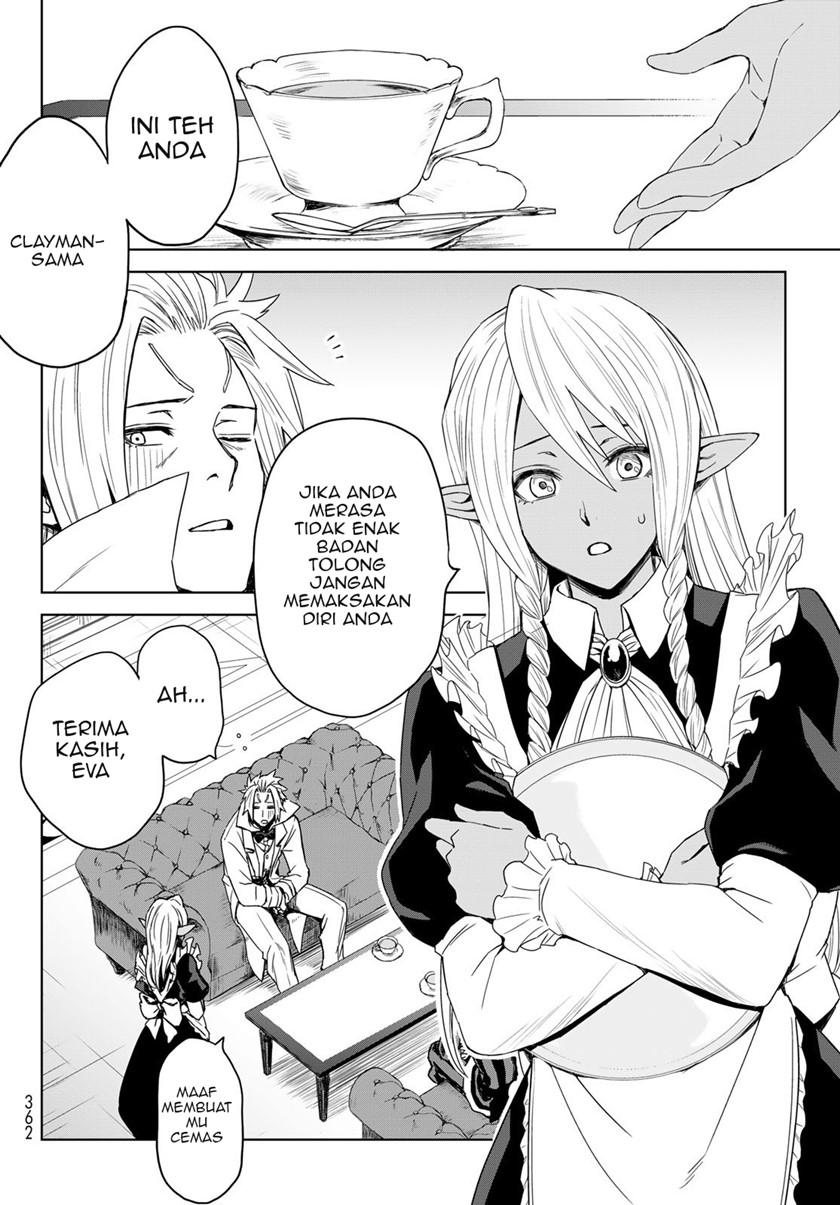 INI TEH
ANDA
CLAYMAN-
SAMA
JIKA ANDA
MERASA
TIDAK ENAK
BADAN
TOLONG
JANGAN
MEMAKSAKAN
DIRI ANDA
AH...
TERIMA
KASIH,
EVA
MAAF
MEMBUAT
MU
CEMAS
362